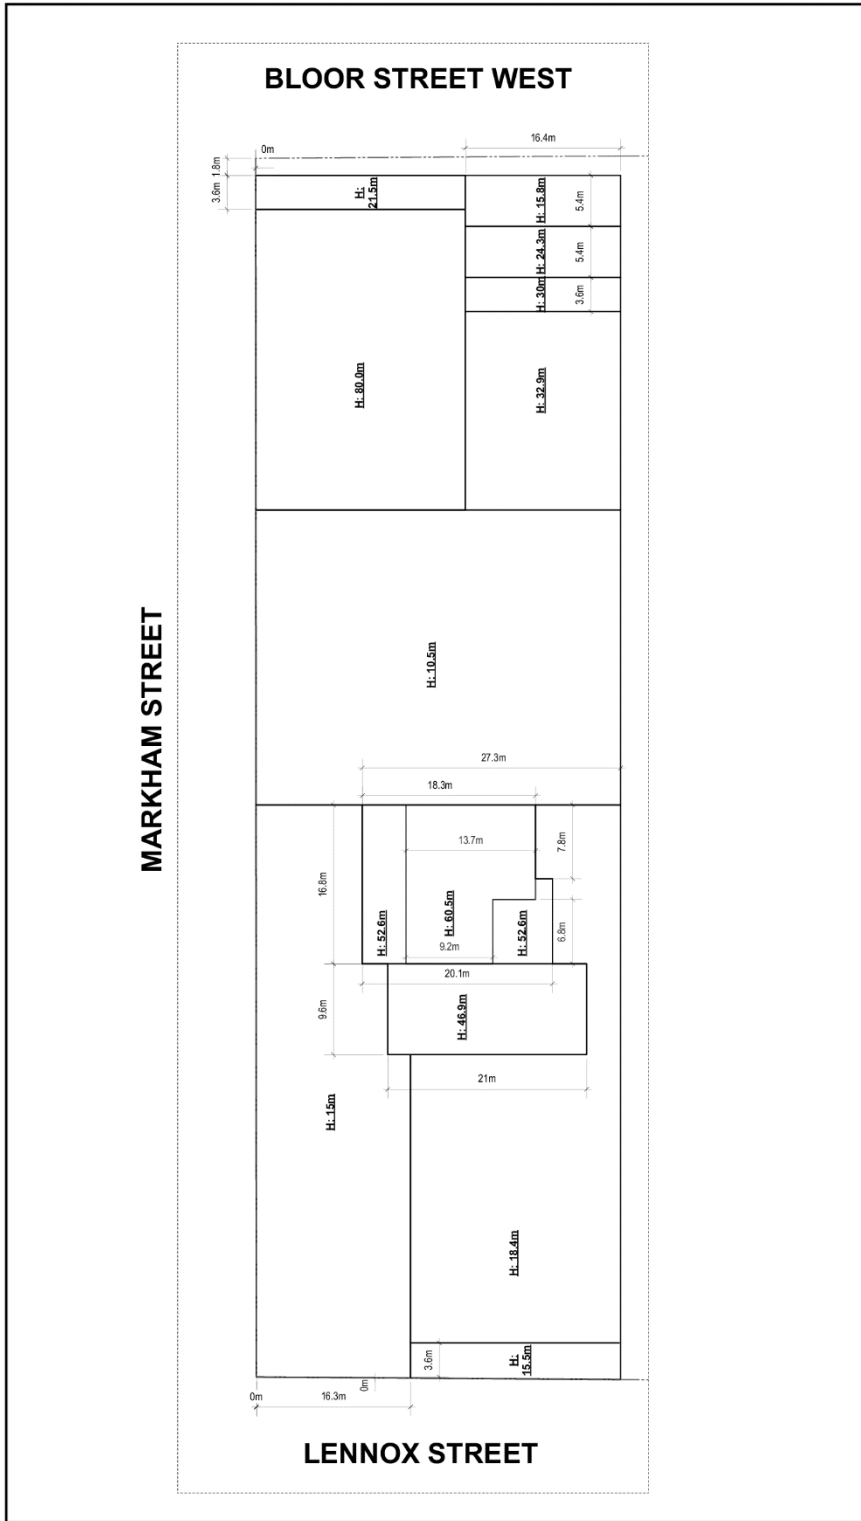 BLOOR STREET WEST
16.4m
0m
1.8m
3.6m
H:
21.5m
H: 15.8m
5.4m
H: 24.3m
5.4m
H: 30m
3.6m
H: 80.0m
H: 32.9m
MARKHAM STREET
H: 10.5m
27.3m
18.3m
13.7m
7.8m
16.8m
H: 52.6m
H: 60.5m
H: 52.6m
6.8m
9.2m
20.1m
9.6m
H: 46.9m
21m
H: 15m
H: 18.4m
3.6m
H:
15.5m
0m
16.3m
0m
LENNOX STREET